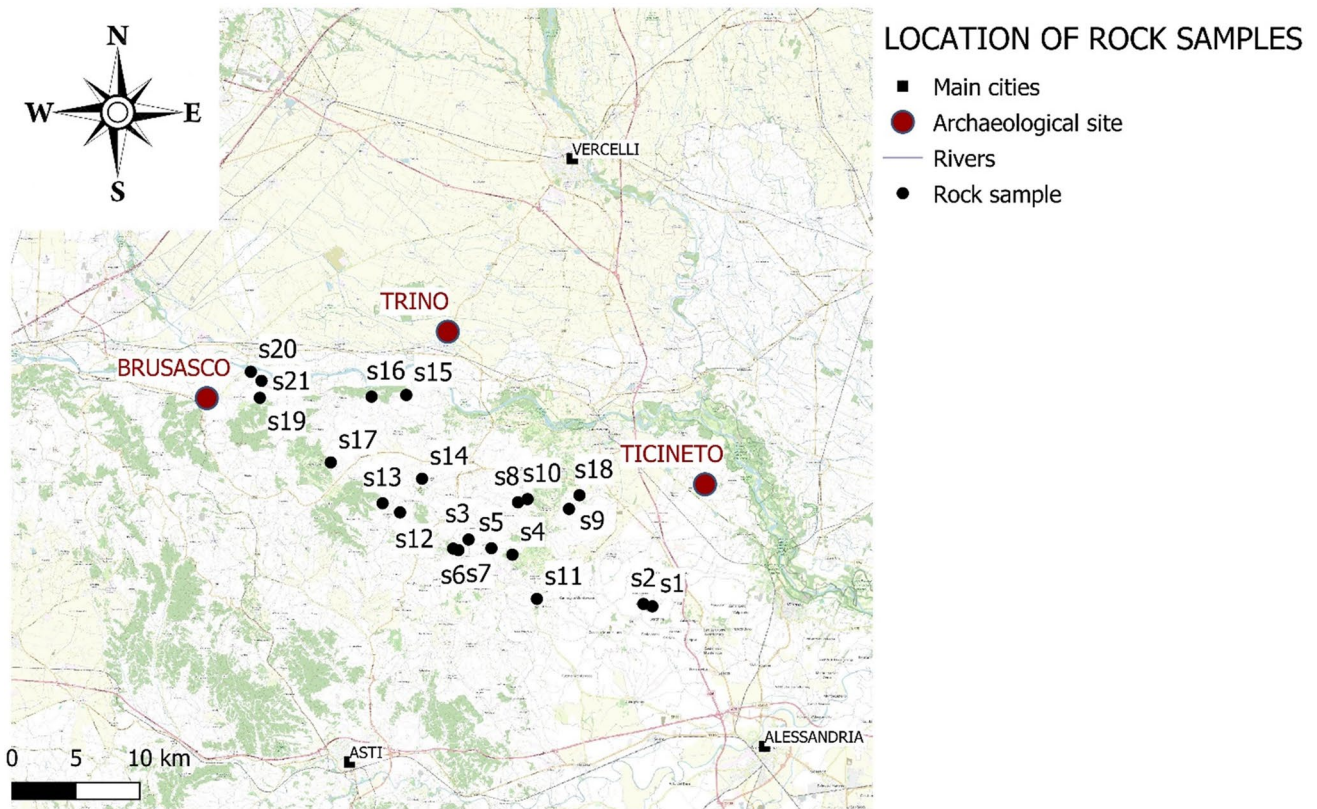 N
W
E
S
LOCATION OF ROCK SAMPLES
Main cities
Archaeological site
Rivers
Rock sample
VERCELLI
TRINO
BRUSASCO
s20
s21
s19
s16
s15
s17
s14
s13
s12
TICINETO
s8
s10
s18
s9
s3
s5
s4
s6
s7
s11
s2
s1
ASTI
ALESSANDRIA
0 5 10 km